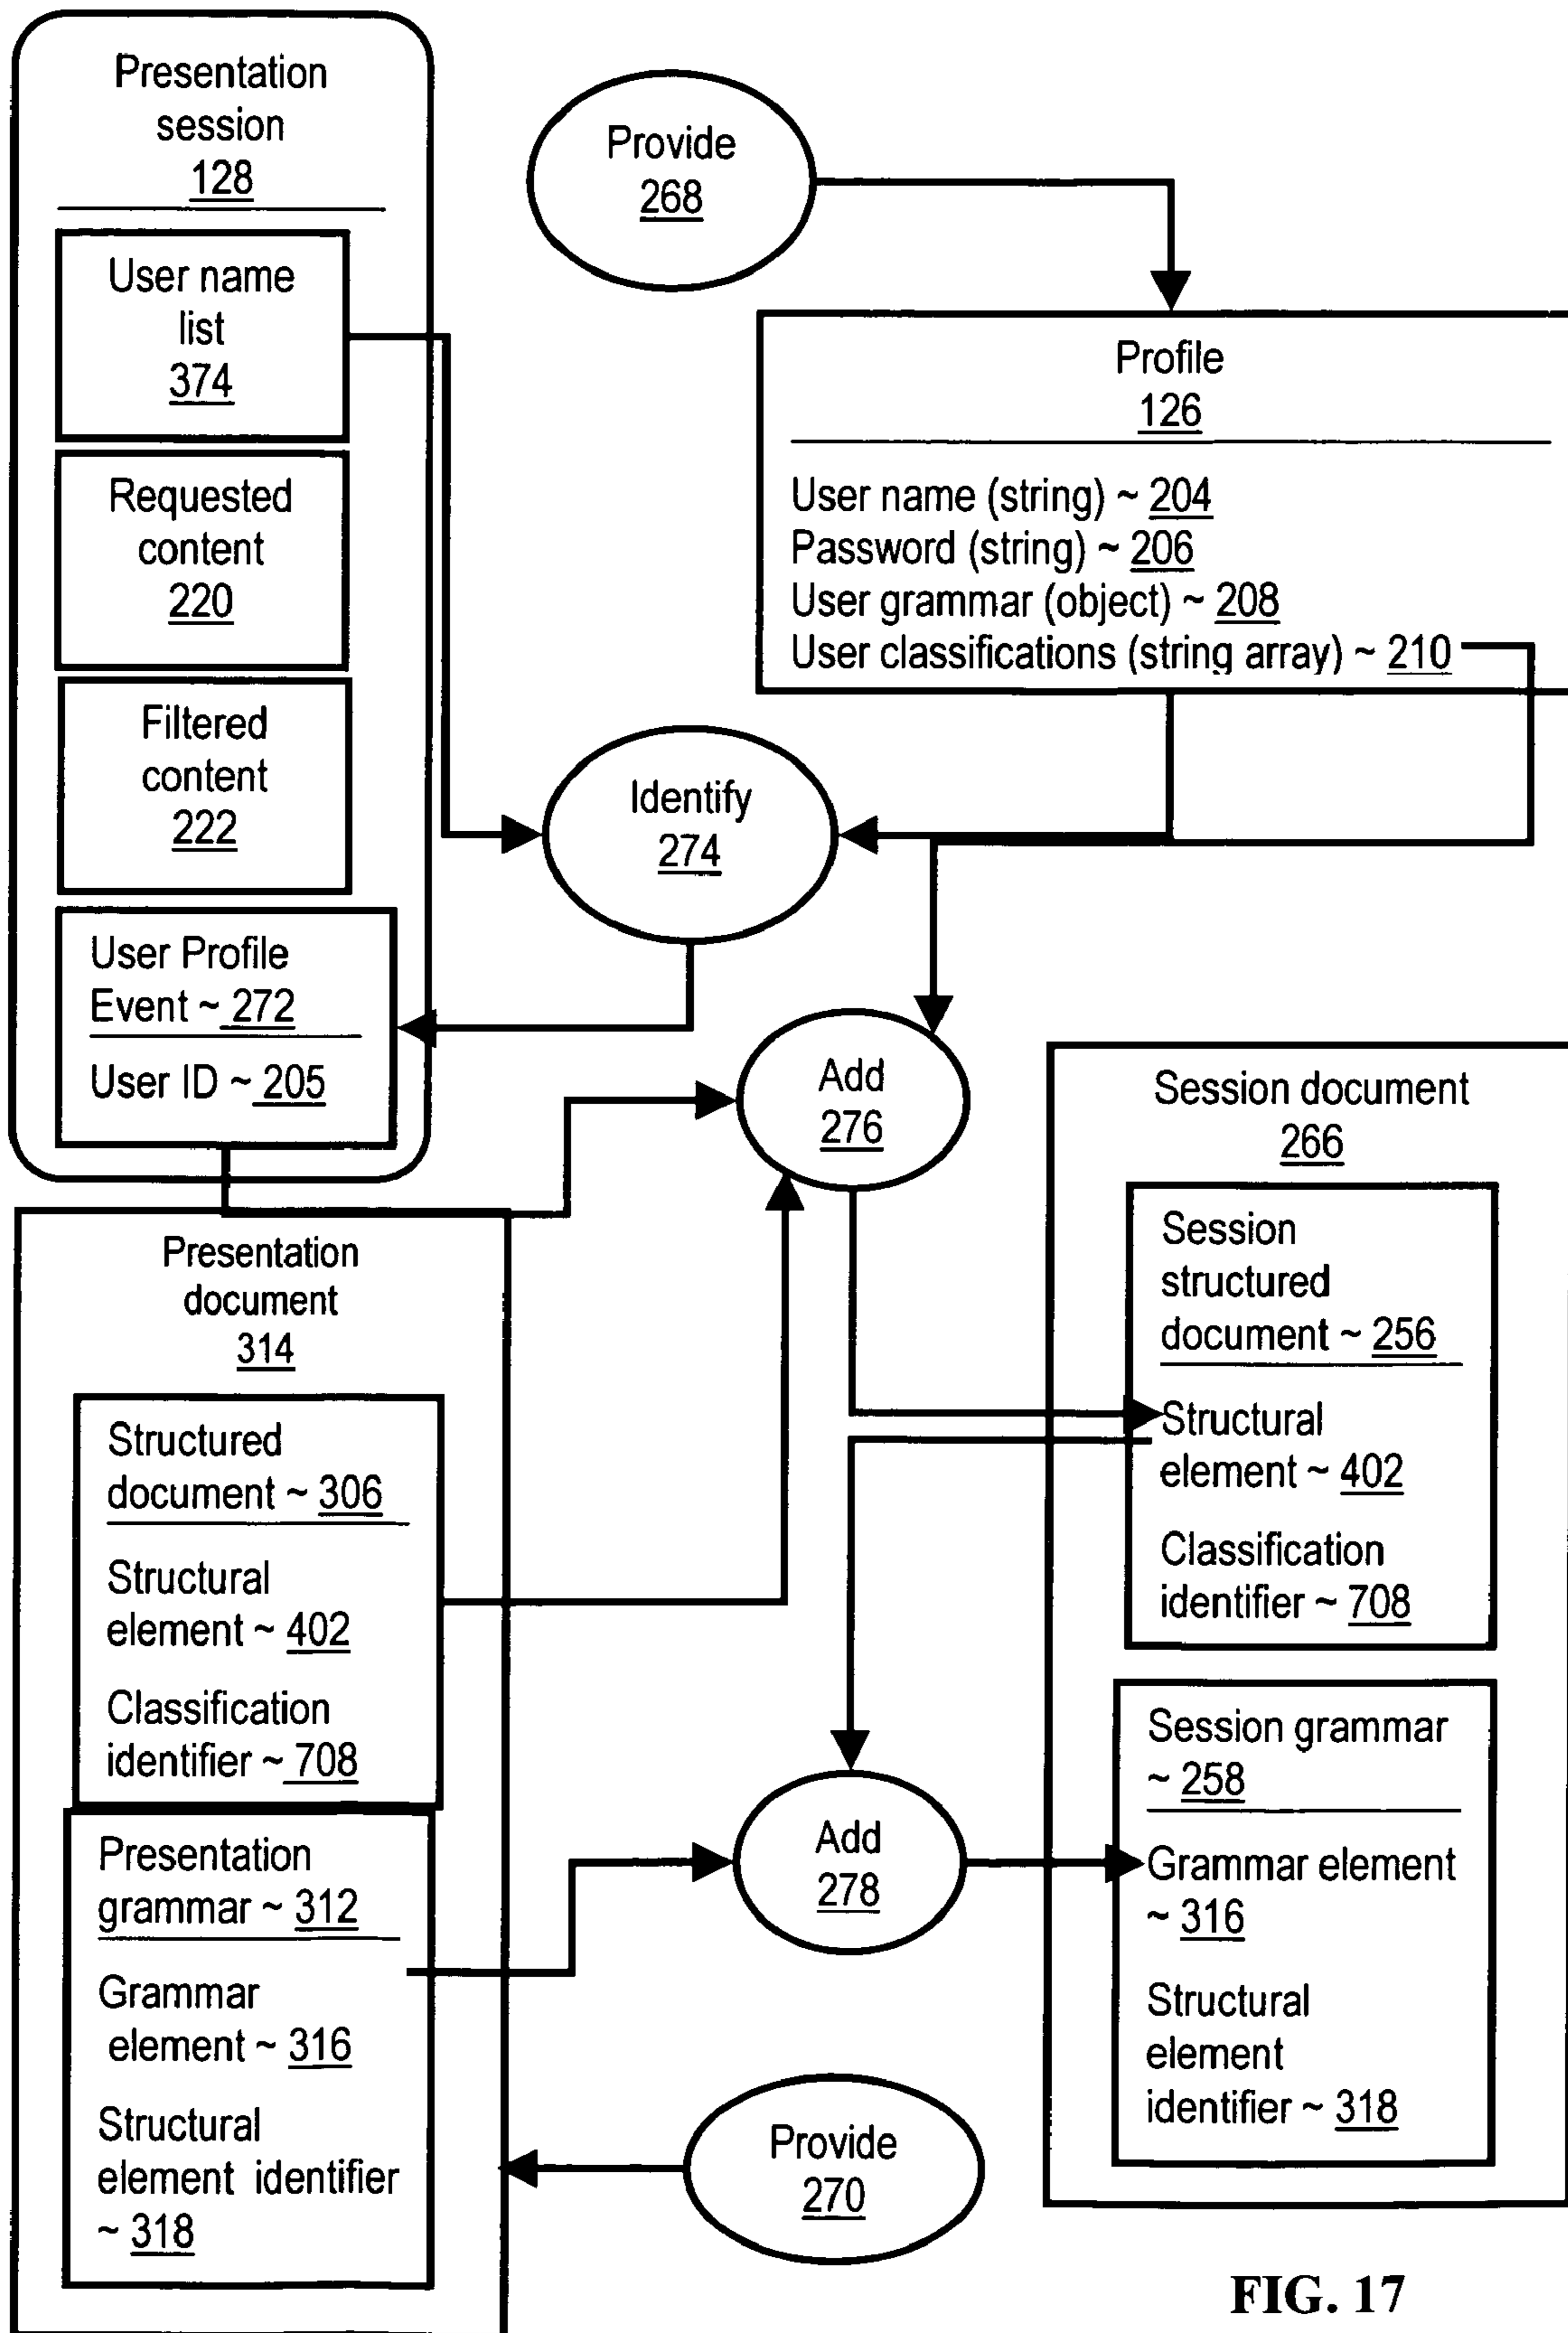 Presentation
session
128
User name
list
374
Requested
content
220
Filtered
content
222
User Profile
Event ~ 272
User ID ~ 205
Provide
268
Profile
126
User name (string) ~ 204
Password (string) ~ 206
User grammar (object) ~ 208
User classifications (string array) ~ 210
Identify
274
Add
276
Presentation
document
314
Structured
document ~ 306
Structural
element ~ 402
Classification
identifier ~ 708
Presentation
grammar ~ 312
Grammar
element ~ 316
Structural
element identifier
~ 318
Add
278
Provide
270
Session document
266
Session
structured
document ~ 256
Structural
element ~ 402
Classification
identifier ~ 708
Session grammar
~ 258
Grammar element
~ 316
Structural
element
identifier ~ 318
FIG. 17